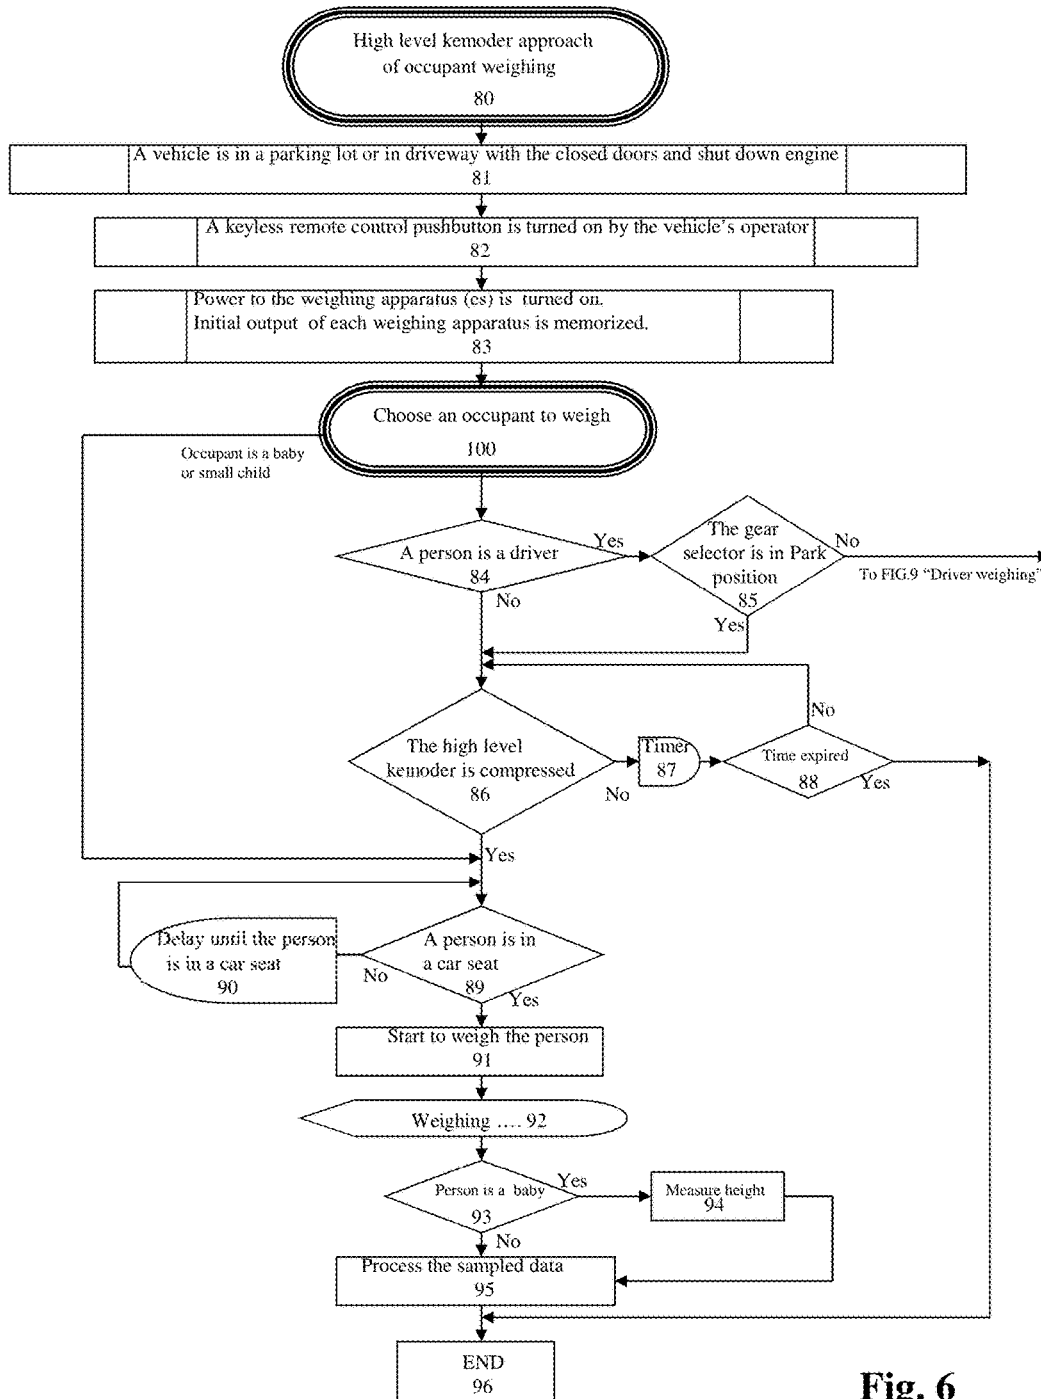 High level kemoder approach
of occupant weighing
80
A vehicle is in a parking lot or in driveway with the closed doors and shut down engine
81
A keyless remote control pushbutton is turned on by the vehicle's operator
82
Power to the weighing apparatus (es) is turned on.
Initial output of each weighing apparatus is memorized.
83
Choose an occupant to weigh
100
Occupant is a baby
or small child
A person is a driver
84
Yes
No
The gear
selector is in Park
position
85
No
To FIG.9 "Driver weighing"
Yes
The high level
kemoder is compressed
86
No
Timer
87
Time expired
88
No
Yes
Yes
Delay until the person
is in a car seat
90
No
A person is in
a car seat
89
Yes
Start to weigh the person
91
Weighing .... 92
Person is a baby
93
Yes
Measure height
94
No
Process the sampled data
95
END
96
Fig. 6